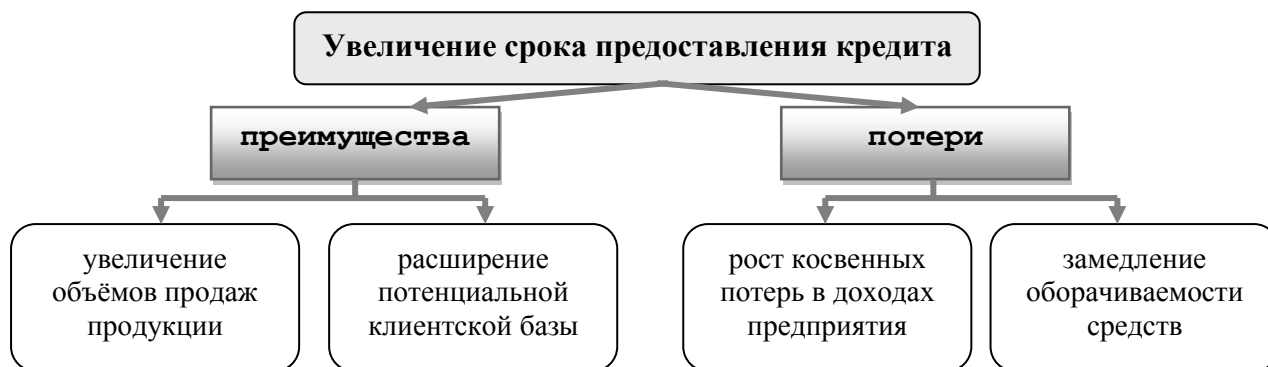 Увеличение срока предоставления кредита
преимущества
потери
увеличение
объёмов продаж
продукции
расширение
потенциальной
клиентской базы
рост косвенных
потерь в доходах
предприятия
замедление
оборачиваемости
средств